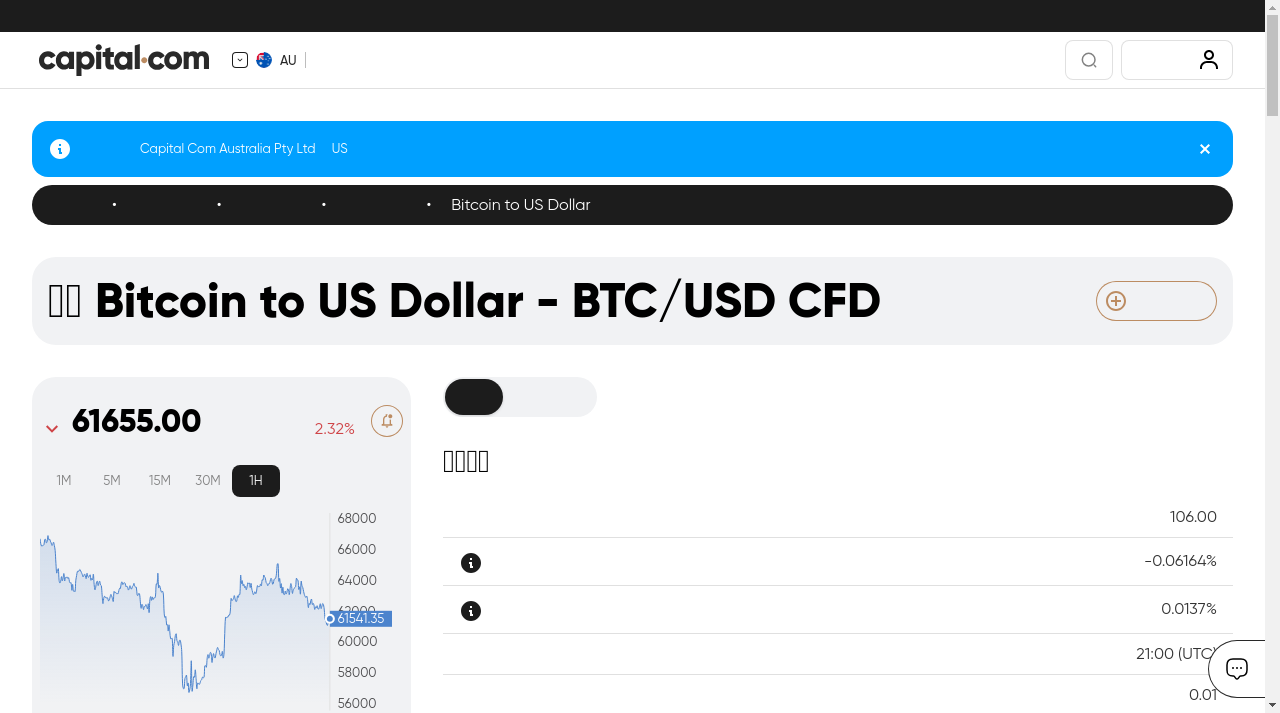 capital.com
AU
Capital Com Australia Pty Ltd US
Bitcoin to US Dollar
Bitcoin to US Dollar - BTC/USD CFD
61655.00
2.32%
1M 5M 15M 30M 1H
68000
66000
64000
62000
61541.35
60000
58000
56000
106.00
-0.06164%
0.0137%
21:00 (UTC)
0.01